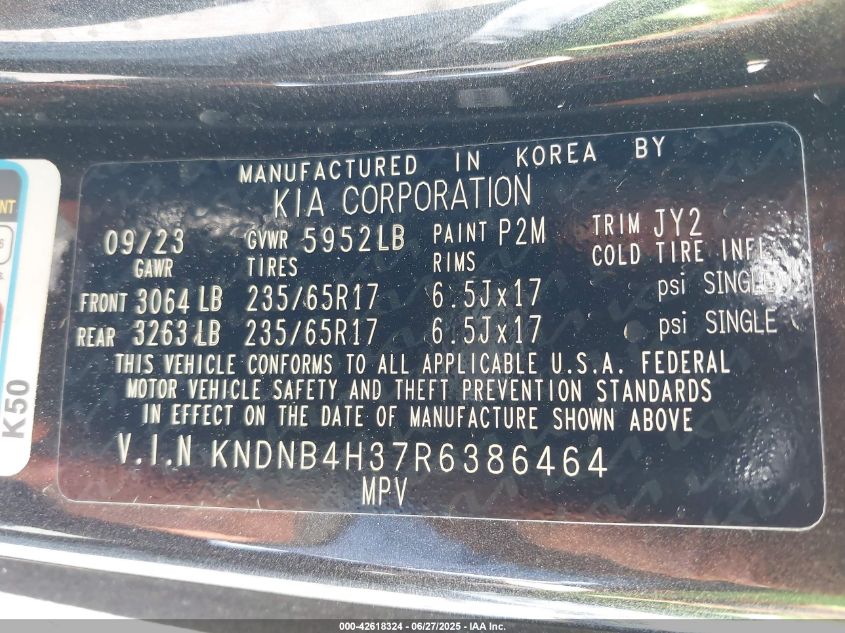 MANUFACTURED IN KOREA BY
KIA CORPORATION
09/23 GVWR 5952LB PAINT P2M TRIM JY2
GAWR TIRES RIMS COLD TIRE INFL
FRONT 3064 LB 235/65R17 6.5Jx17 psi SINGLE
REAR 3263 LB 235/65R17 6.5Jx17 psi SINGLE
THIS VEHICLE CONFORMS TO ALL APPLICABLE U.S.A. FEDERAL
MOTOR VEHICLE SAFETY AND THEFT PREVENTION STANDARDS
IN EFFECT ON THE DATE OF MANUFACTURE SHOWN ABOVE
V.I.N KNDNB4H37R6386464
MPV
K50
000-42618324 - 06/27/2025 - IAA Inc.